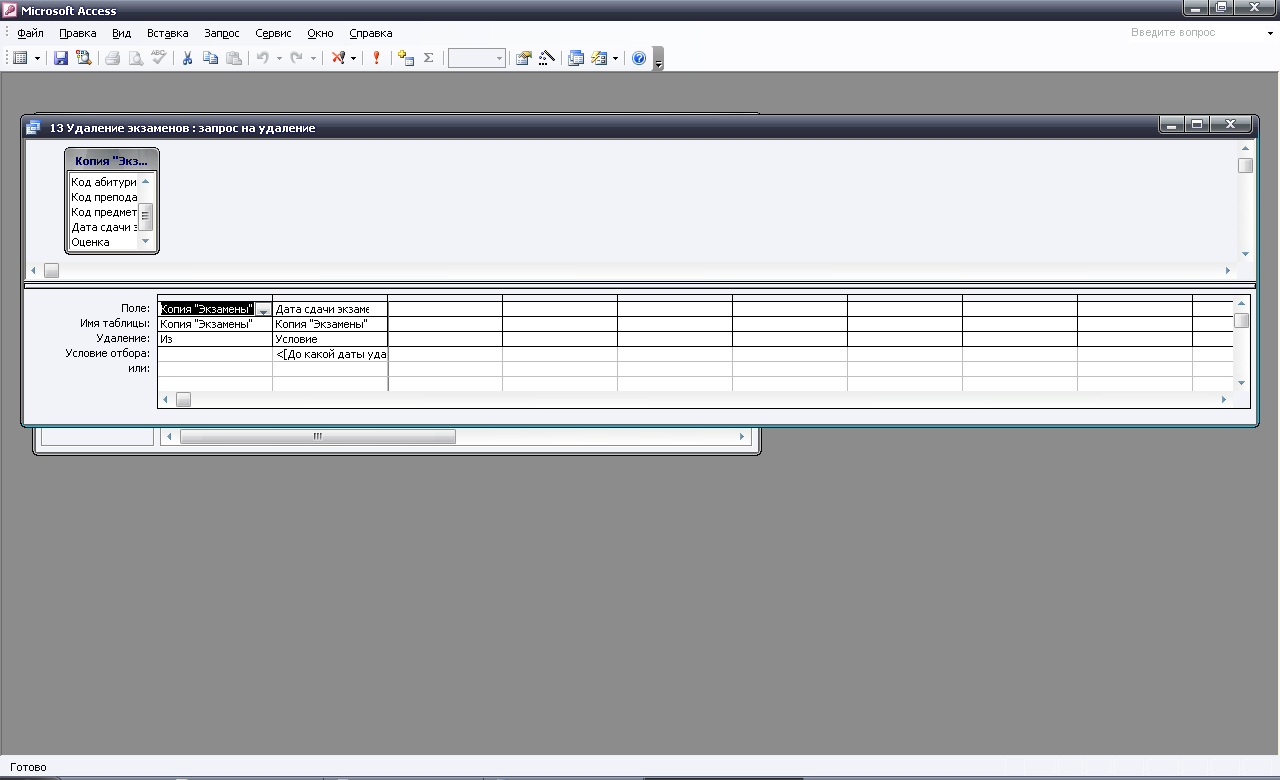 Microsoft Access
Файл Правка Вид Вставка Запрос Сервис Окно Справка Введите вопрос
13 Удаление экзаменов : запрос на удаление
Копия "Экз...
Код абитури
Код препода
Код предмет
Дата сдачи э
Оценка
Поле: Копия "Экзамены" Дата сдачи экзаме
Имя таблицы: Копия "Экзамены" Копия "Экзамены"
Удаление: Из Условие
Условие отбора: <[До какой даты уда
или:
Готово